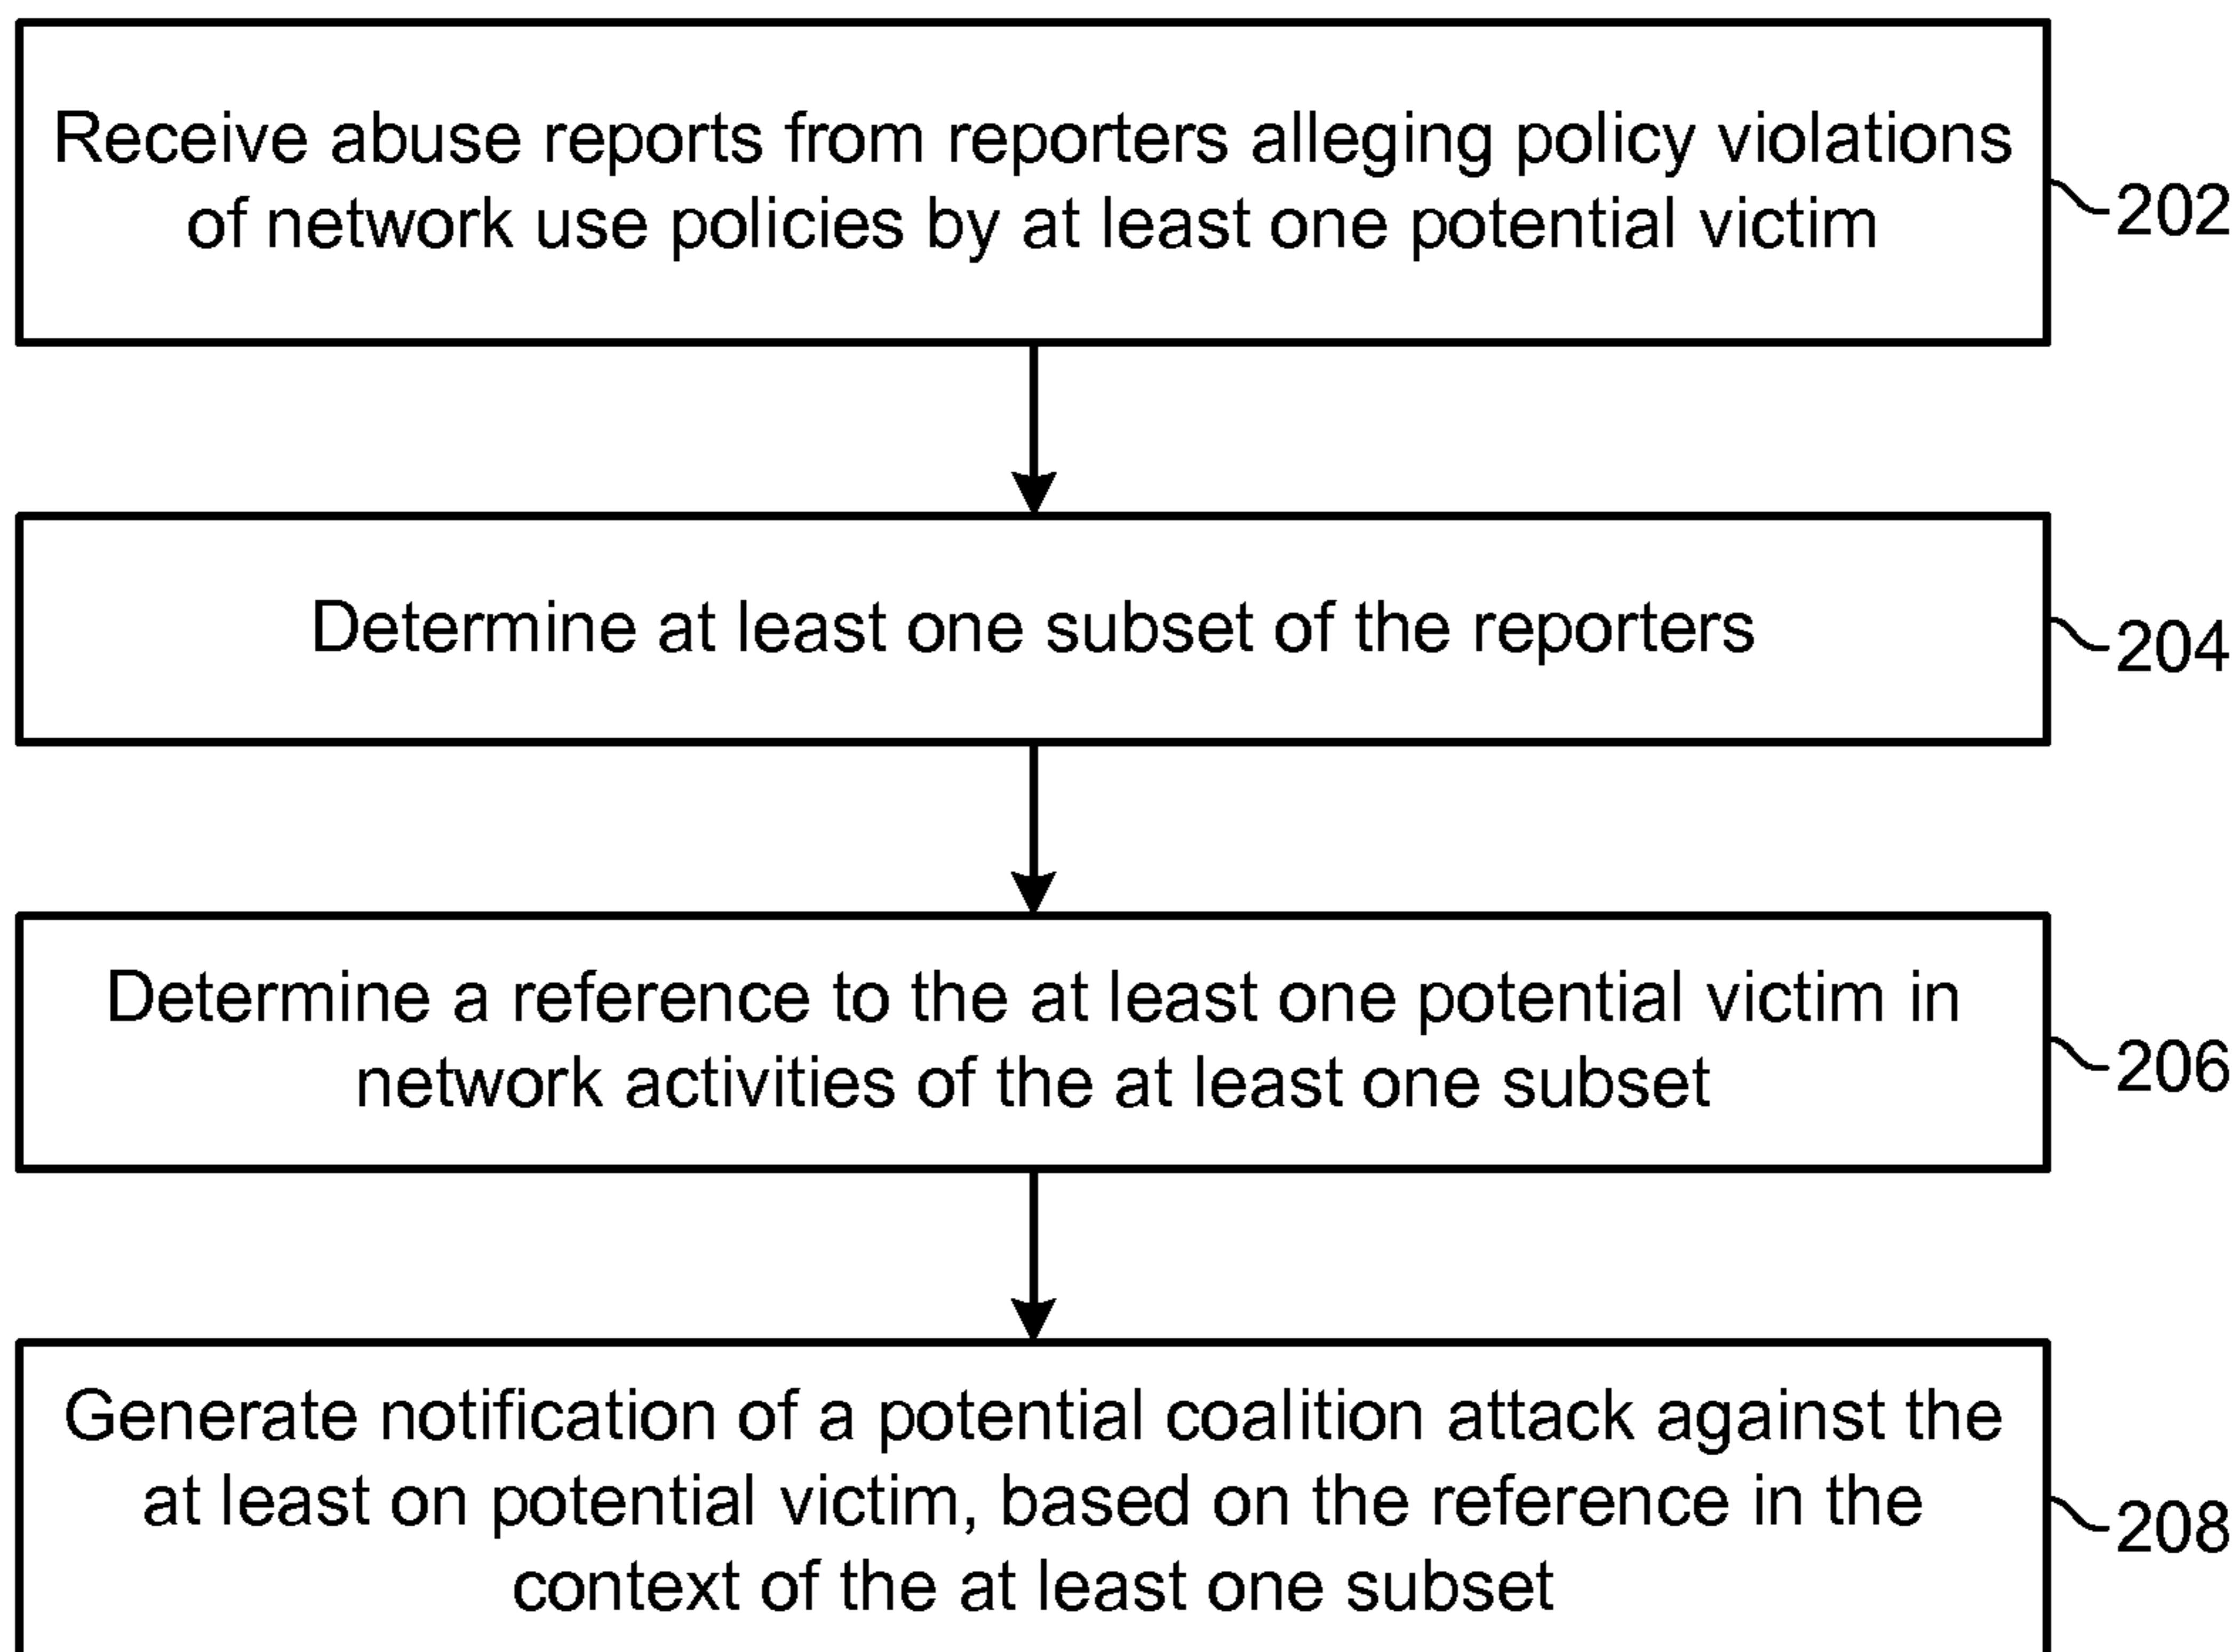 Receive abuse reports from reporters alleging policy violations
of network use policies by at least one potential victim
202
Determine at least one subset of the reporters
204
Determine a reference to the at least one potential victim in
network activities of the at least one subset
206
Generate notification of a potential coalition attack against the
at least on potential victim, based on the reference in the
context of the at least one subset
208